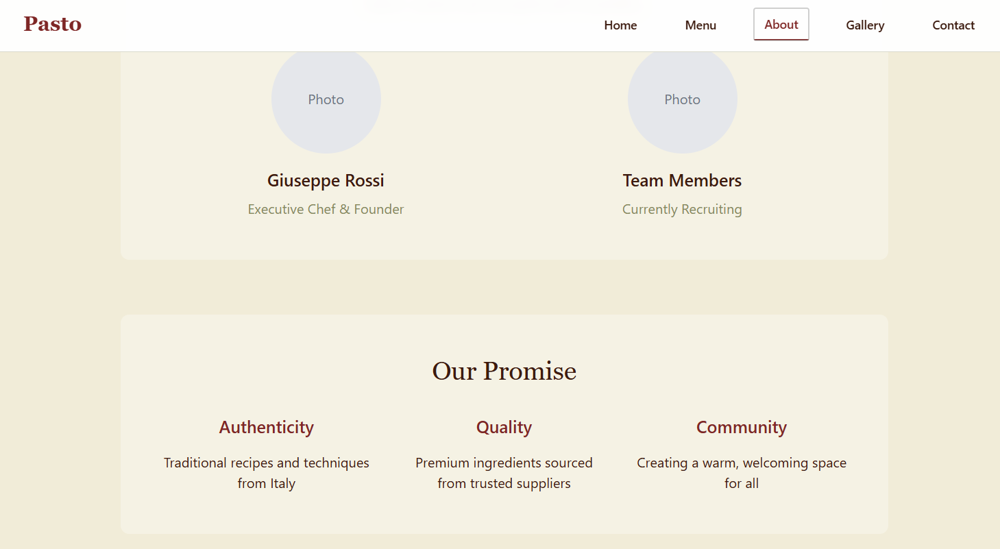 Pasto
Home Menu About Gallery Contact
Photo Photo
Giuseppe Rossi Team Members
Executive Chef & Founder Currently Recruiting
Our Promise
Authenticity Quality Community
Traditional recipes and techniques Premium ingredients sourced Creating a warm, welcoming space
from Italy from trusted suppliers for all